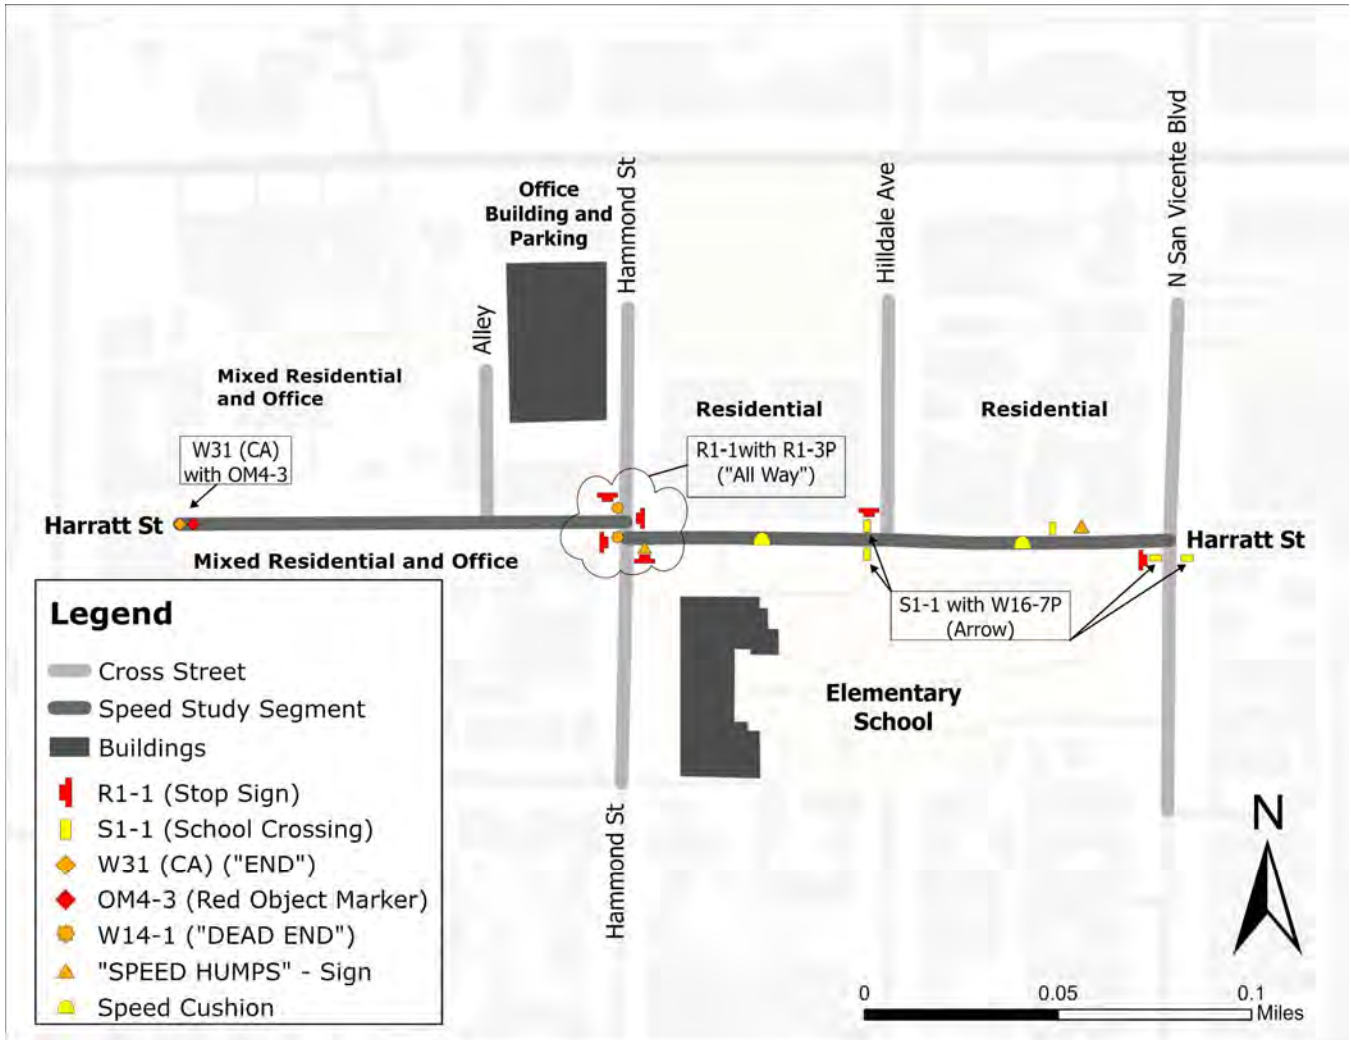 N San Vicente Blvd
Hammond St
Hilldale Ave
Office
Building and
Parking
Alley
Mixed Residential
and Office
Residential
Residential
W31 (CA)
with OM4-3
R1-1with R1-3P
("All Way")
Harratt St
Harratt St
Mixed Residential and Office
S1-1 with W16-7P
(Arrow)
Elementary
School
Hammond St
Legend
Cross Street
Speed Study Segment
Buildings
R1-1 (Stop Sign)
S1-1 (School Crossing)
W31 (CA) ("END")
OM4-3 (Red Object Marker)
W14-1 ("DEAD END")
"SPEED HUMPS" - Sign
Speed Cushion
N
0 0.05 0.1
Miles